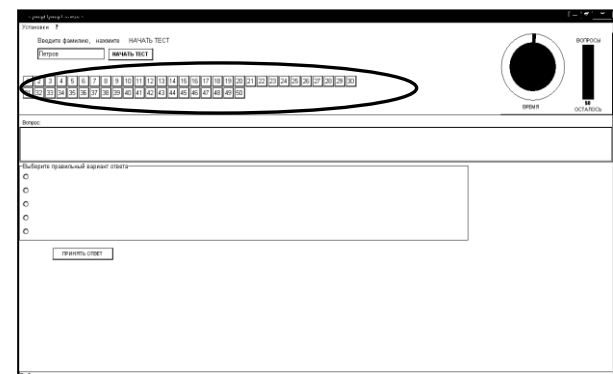 Установки ?
Введите фамилию, нажмите НАЧАТЬ ТЕСТ
Петров НАЧАТЬ ТЕСТ
2 3 4 5 6 7 8 9 10 11 12 13 14 15 16 17 18 19 20 21 22 23 24 25 26 27 28 29 30
32 33 34 35 36 37 38 39 40 41 42 43 44 45 46 47 48 49 50
ВОПРОСЫ
ВРЕМЯ
50
ОСТАЛОСЬ
Вопрос:
Выберите правильный вариант ответа
ПРИНЯТЬ ОТВЕТ